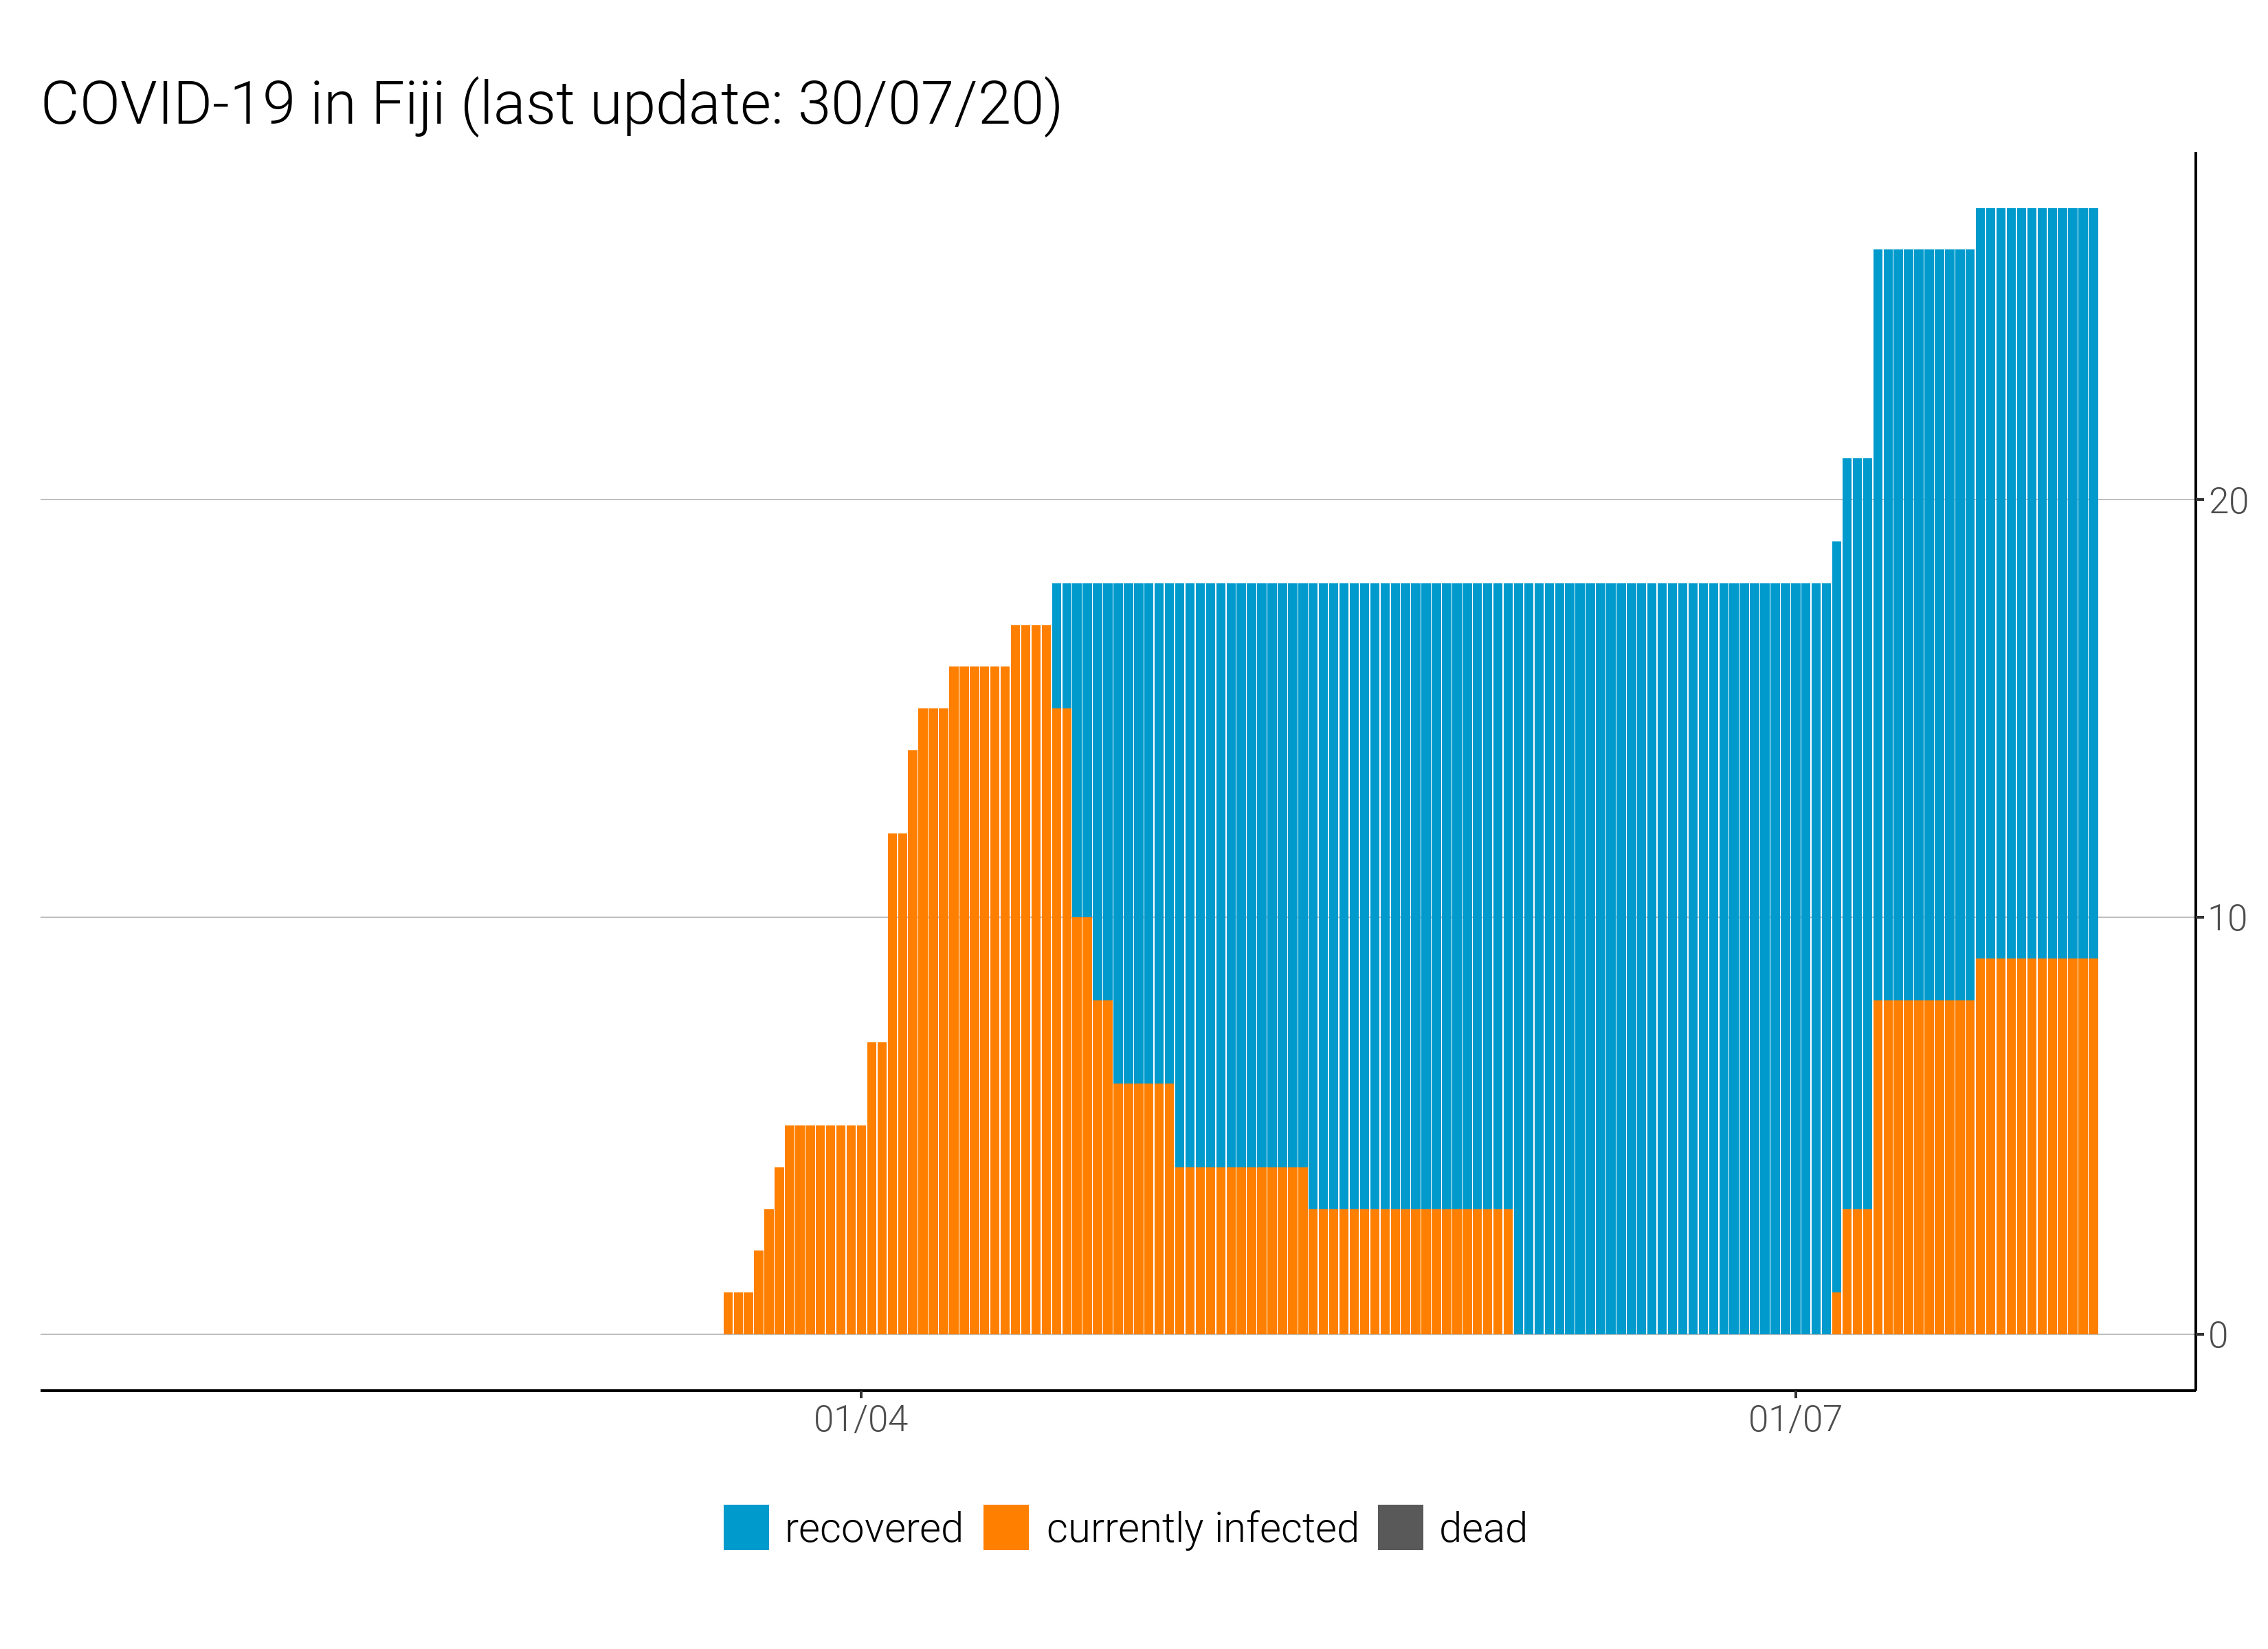 COVID-19 in Fiji (last update: 30/07/20)
20
10
0
01/04 01/07
recovered currently infected dead